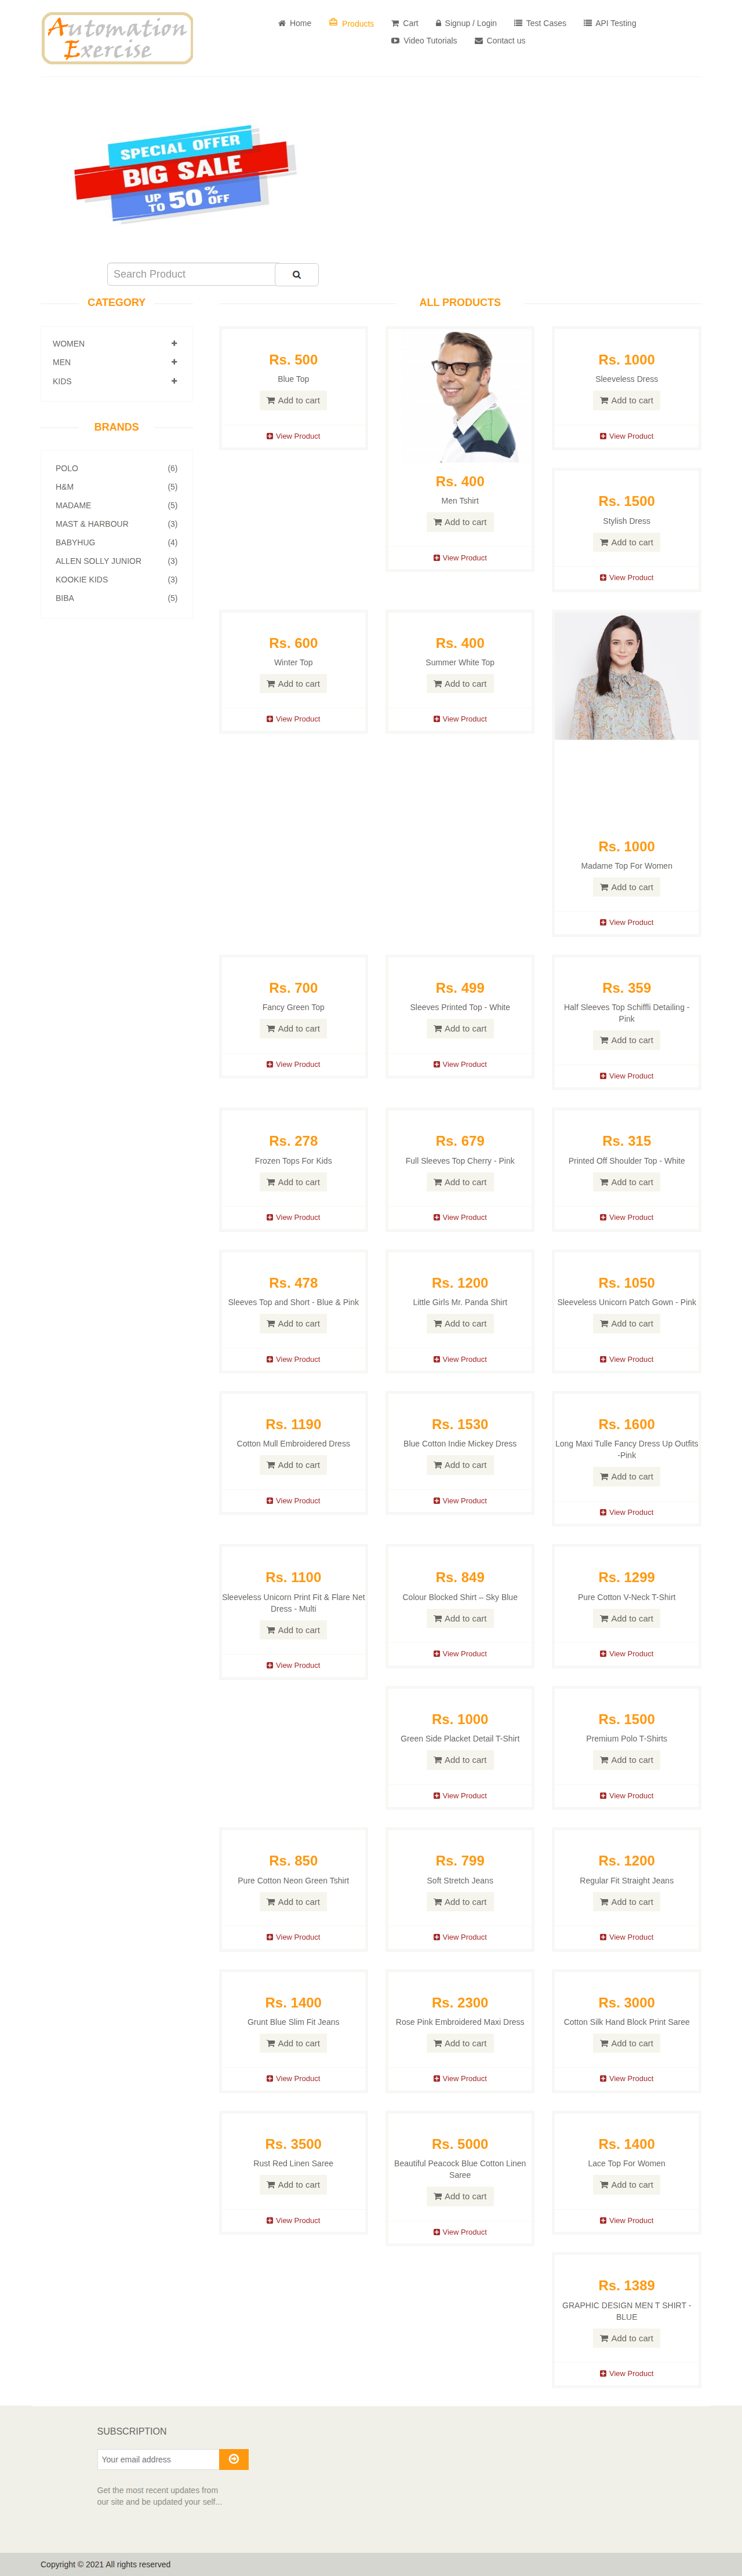 Automation
Exercise
Home
Products
Cart
Signup / Login
Test Cases
API Testing
Video Tutorials
Contact us
SPECIAL OFFER
BIG SALE
UP TO 50% OFF
Search Product
CATEGORY
WOMEN
MEN
KIDS
BRANDS
POLO (6)
H&M (5)
MADAME (5)
MAST & HARBOUR (3)
BABYHUG (4)
ALLEN SOLLY JUNIOR (3)
KOOKIE KIDS (3)
BIBA (5)
ALL PRODUCTS
Rs. 500
Blue Top
Add to cart
View Product
Rs. 400
Men Tshirt
Add to cart
View Product
Rs. 1000
Sleeveless Dress
Add to cart
View Product
Rs. 1500
Stylish Dress
Add to cart
View Product
Rs. 600
Winter Top
Add to cart
View Product
Rs. 400
Summer White Top
Add to cart
View Product
Rs. 1000
Madame Top For Women
Add to cart
View Product
Rs. 700
Fancy Green Top
Add to cart
View Product
Rs. 499
Sleeves Printed Top - White
Add to cart
View Product
Rs. 359
Half Sleeves Top Schiffli Detailing -
Pink
Add to cart
View Product
Rs. 278
Frozen Tops For Kids
Add to cart
View Product
Rs. 679
Full Sleeves Top Cherry - Pink
Add to cart
View Product
Rs. 315
Printed Off Shoulder Top - White
Add to cart
View Product
Rs. 478
Sleeves Top and Short - Blue & Pink
Add to cart
View Product
Rs. 1200
Little Girls Mr. Panda Shirt
Add to cart
View Product
Rs. 1050
Sleeveless Unicorn Patch Gown - Pink
Add to cart
View Product
Rs. 1190
Cotton Mull Embroidered Dress
Add to cart
View Product
Rs. 1530
Blue Cotton Indie Mickey Dress
Add to cart
View Product
Rs. 1600
Long Maxi Tulle Fancy Dress Up Outfits
-Pink
Add to cart
View Product
Rs. 1100
Sleeveless Unicorn Print Fit & Flare Net
Dress - Multi
Add to cart
View Product
Rs. 849
Colour Blocked Shirt – Sky Blue
Add to cart
View Product
Rs. 1299
Pure Cotton V-Neck T-Shirt
Add to cart
View Product
Rs. 1000
Green Side Placket Detail T-Shirt
Add to cart
View Product
Rs. 1500
Premium Polo T-Shirts
Add to cart
View Product
Rs. 850
Pure Cotton Neon Green Tshirt
Add to cart
View Product
Rs. 799
Soft Stretch Jeans
Add to cart
View Product
Rs. 1200
Regular Fit Straight Jeans
Add to cart
View Product
Rs. 1400
Grunt Blue Slim Fit Jeans
Add to cart
View Product
Rs. 2300
Rose Pink Embroidered Maxi Dress
Add to cart
View Product
Rs. 3000
Cotton Silk Hand Block Print Saree
Add to cart
View Product
Rs. 3500
Rust Red Linen Saree
Add to cart
View Product
Rs. 5000
Beautiful Peacock Blue Cotton Linen
Saree
Add to cart
View Product
Rs. 1400
Lace Top For Women
Add to cart
View Product
Rs. 1389
GRAPHIC DESIGN MEN T SHIRT -
BLUE
Add to cart
View Product
SUBSCRIPTION
Your email address
Get the most recent updates from
our site and be updated your self...
Copyright © 2021 All rights reserved